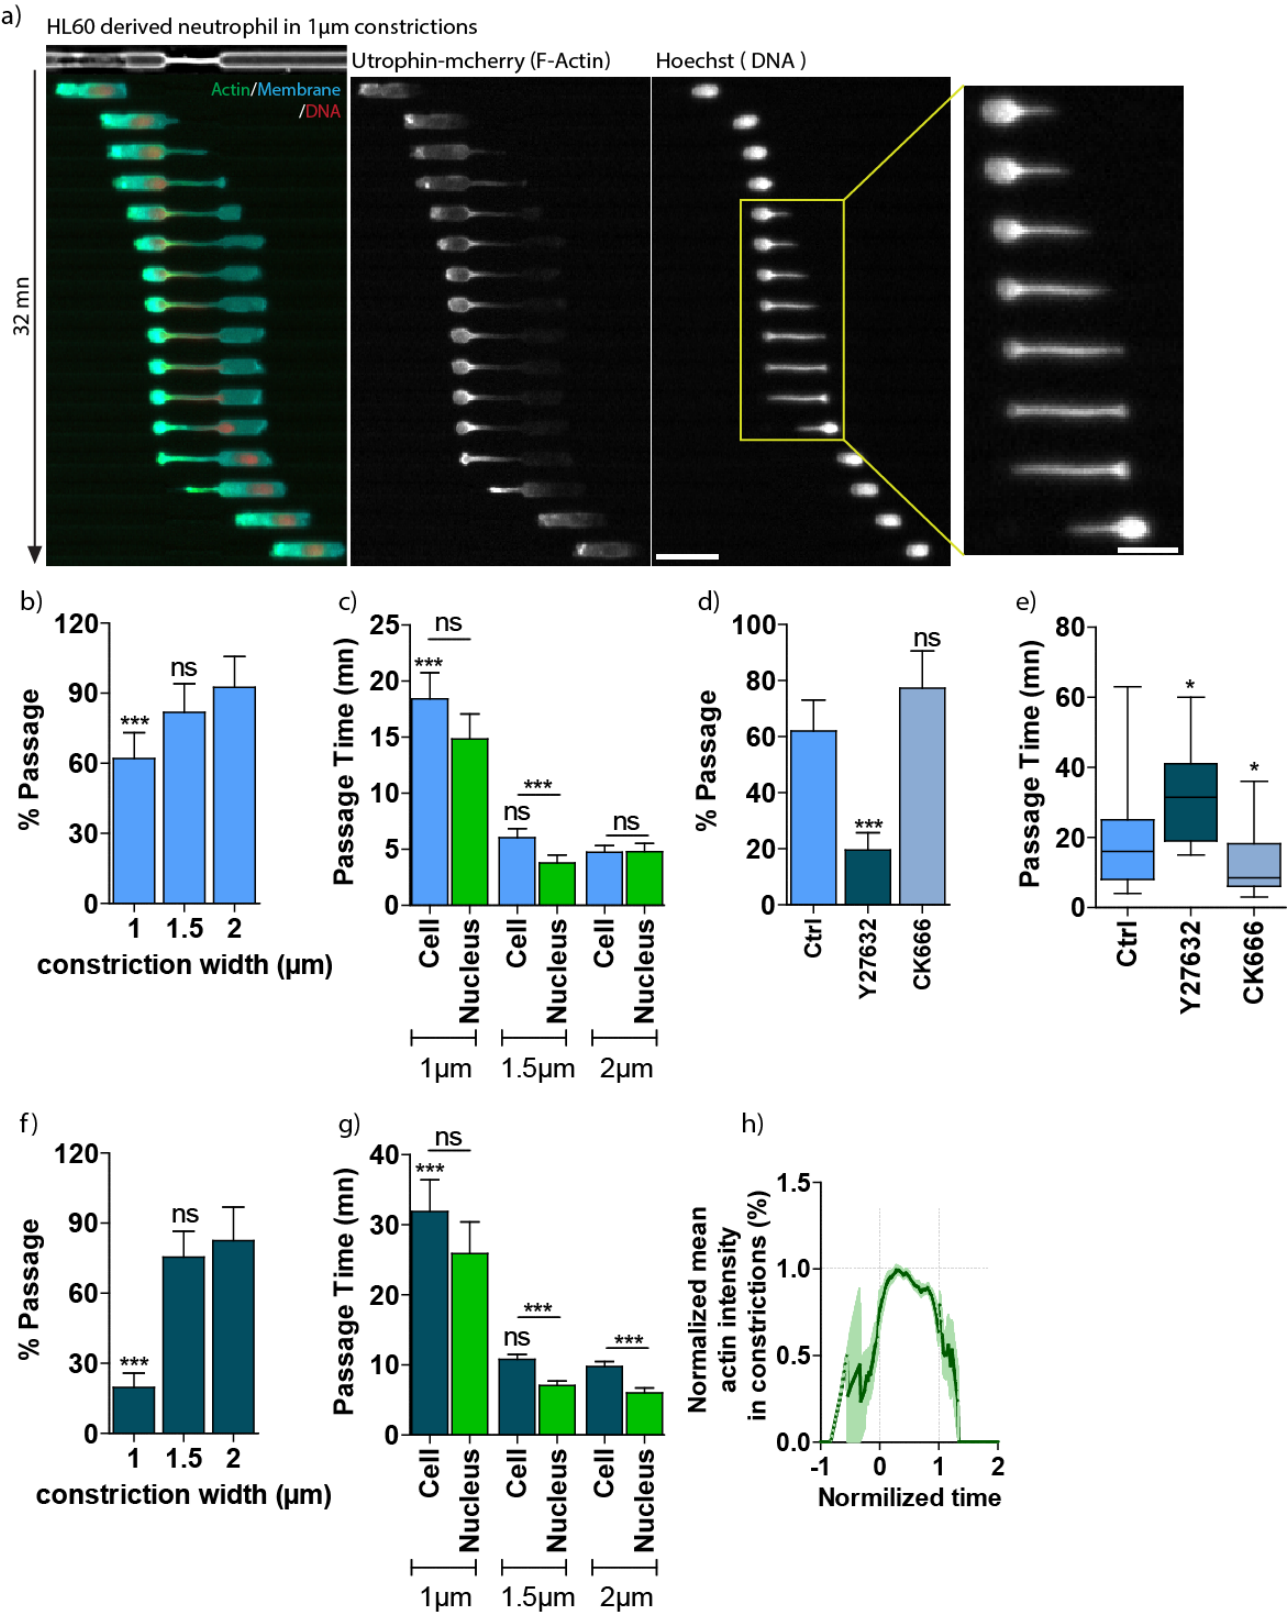 a)
HL60 derived neutrophil in 1µm constrictions
Utrophin-mcherry (F-Actin)
Hoechst ( DNA )
Actin/Membrane
/DNA
32 mn
b)
120
90
60
30
0
% Passage
***
ns
1 1.5 2
constriction width (µm)
c)
25
20
15
10
5
0
Passage Time (mn)
ns
***
***
ns
ns
Cell Nucleus Cell Nucleus Cell Nucleus
1µm 1.5µm 2µm
d)
100
80
60
40
20
0
% Passage
ns
***
Ctrl Y27632 CK666
e)
80
60
40
20
0
Passage Time (mn)
*
*
Ctrl Y27632 CK666
f)
120
90
60
30
0
% Passage
***
ns
1 1.5 2
constriction width (µm)
g)
40
30
20
10
0
Passage Time (mn)
ns
***
***
ns
***
Cell Nucleus Cell Nucleus Cell Nucleus
1µm 1.5µm 2µm
h)
1.5
1.0
0.5
0.0
Normalized mean
actin intensity
in constrictions (%)
-1 0 1 2
Normilized time